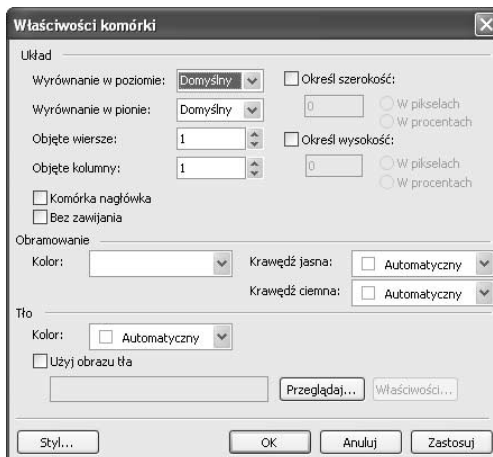 Właściwości komórki
Układ
Wyrównanie w poziomie: Domyślny
Wyrównanie w pionie: Domyślny
Objęte wiersze: 1
Objęte kolumny: 1
Komórka nagłówka
Bez zawijania
Określ szerokość:
0
W pikselach
W procentach
Określ wysokość:
0
W pikselach
W procentach
Obramowanie
Kolor:
Krawędź jasna: Automatyczny
Krawędź ciemna: Automatyczny
Tło
Kolor: Automatyczny
Użyj obrazu tła
Przeglądaj... Właściwości...
Styl... OK Anuluj Zastosuj